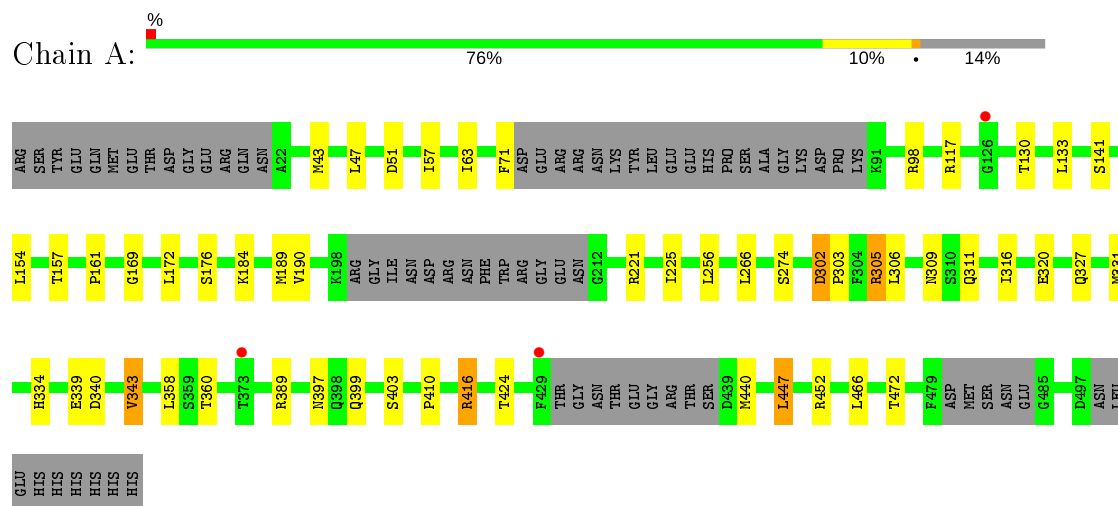 %
Chain A:
76% 10% • 14%
ARG SER TYR GLU GLN MET GLU THR ASP GLY GLU ARG GLN ASN A22 M43 L47 D51 I57 I63 F71 ASP GLU ARG ARG ASN LYS TYR LEU GLU GLU HIS PRO SER ALA GLY LYS ASP PRO LYS K91 R98 R117 G126 T130 L133 S141
L154 T157 P161 G169 L172 S176 K184 M189 V190 K198 ARG GLY ILE ASN ASP ARG ASN PHE TRP ARG GLY GLU ASN G212 R221 I225 L256 L266 S274 D302 P303 F304 R305 L306 N309 S310 Q311 I316 E320 Q327 M331
H334 E339 D340 V343 L358 S359 T360 T373 R389 N397 Q398 Q399 S403 P410 R416 T424 F429 THR GLY ASN THR GLU GLY ARG THR SER D439 M440 L447 R452 L466 T472 F479 ASP MET SER ASN GLU G485 D497 ASN LEU
GLU HIS HIS HIS HIS HIS HIS